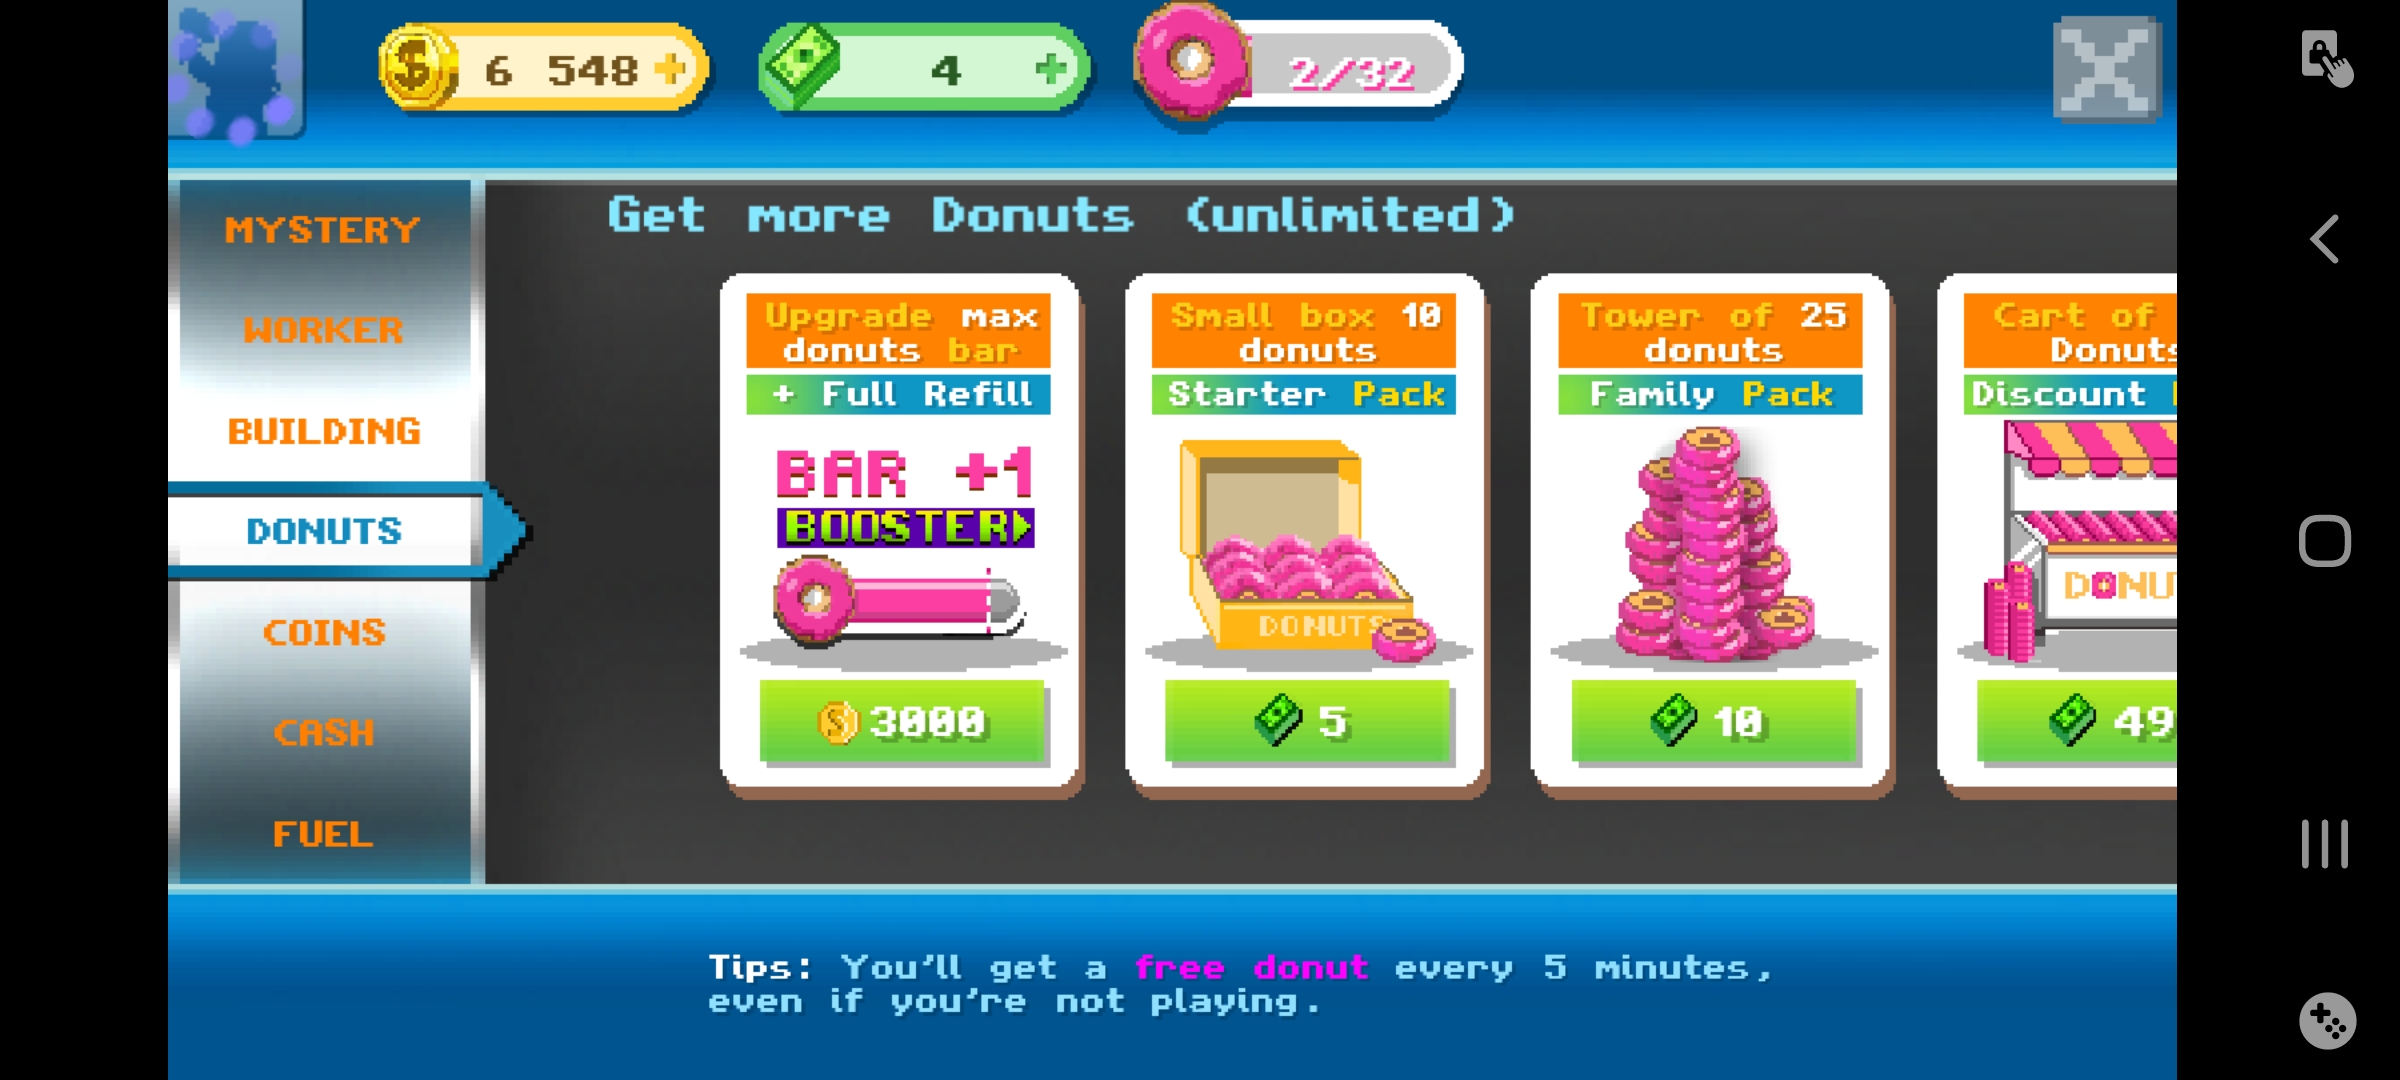 6 548
4
2/32
MYSTERY
WORKER
BUILDING
DONUTS
COINS
CASH
FUEL
Get more Donuts (unlimited)
Upgrade max
donuts bar
+ Full Refill
BAR +1
BOOSTER
3000
Small box 10
donuts
Starter Pack
DONUTS
5
Tower of 25
donuts
Family Pack
10
Cart of
Donuts
Discount
DONU
49
Tips: You'll get a free donut every 5 minutes,
even if you're not playing.